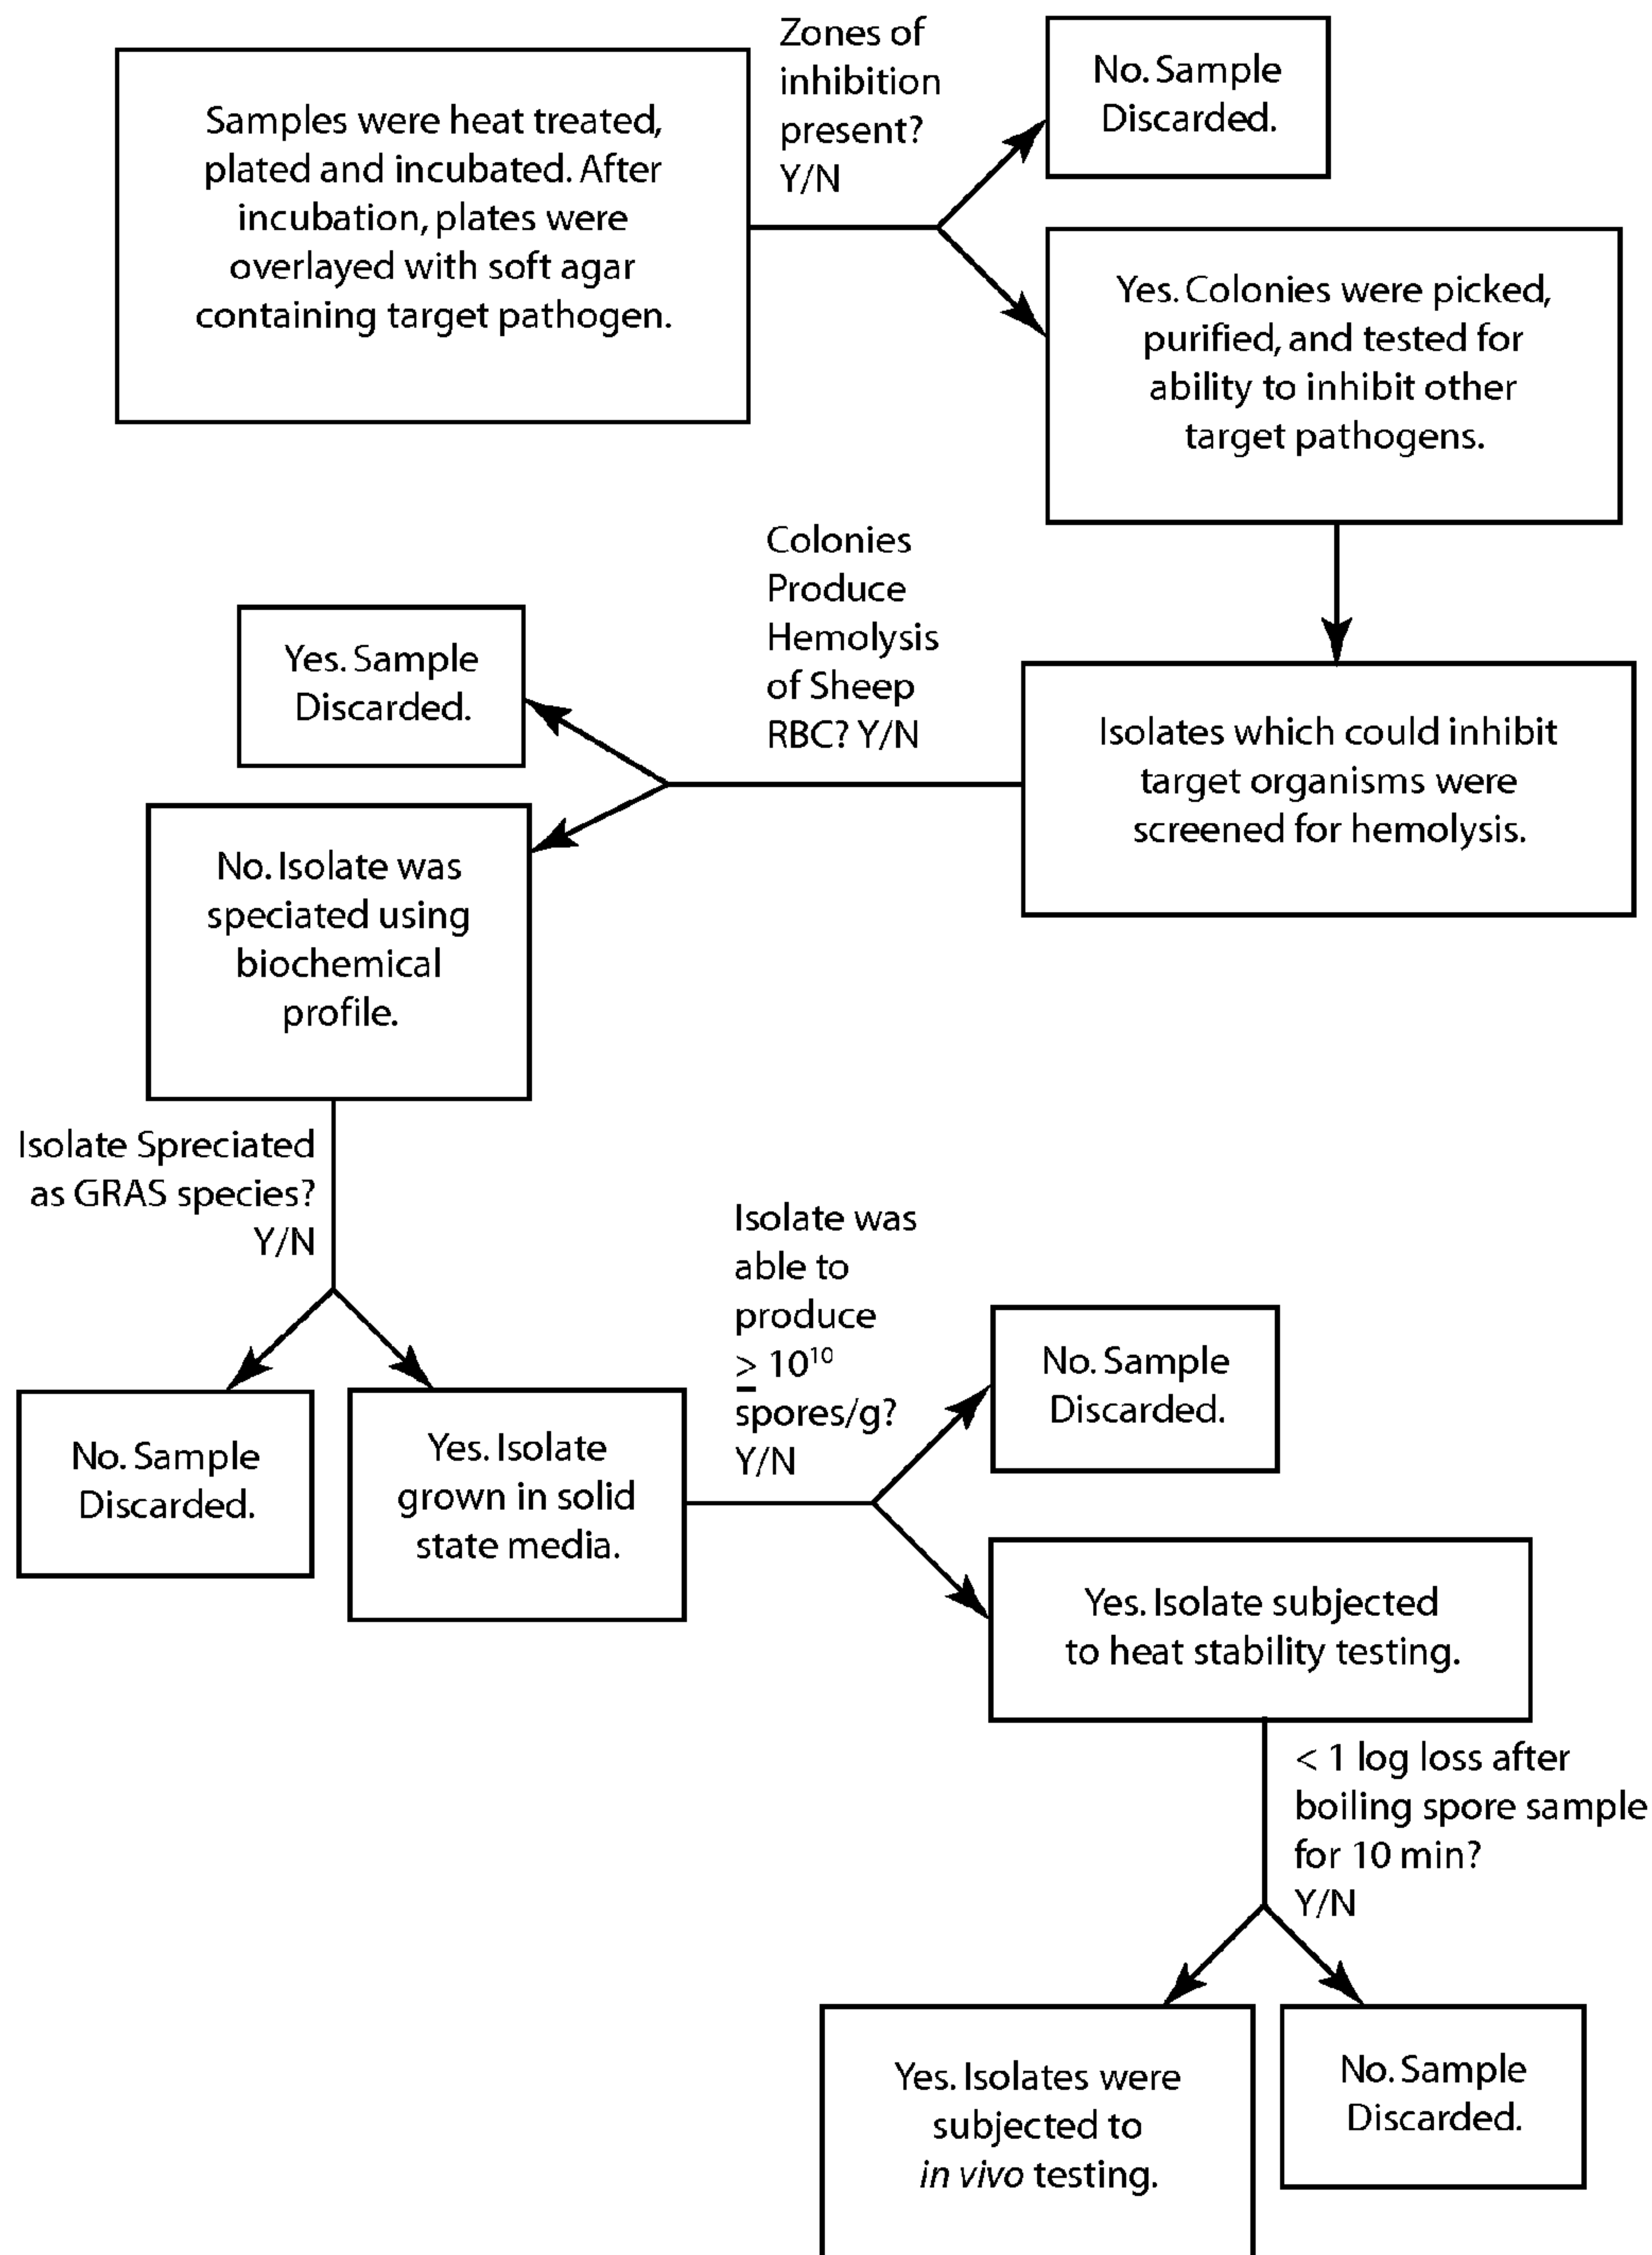 Samples were heat treated,
plated and incubated. After
incubation, plates were
overlayed with soft agar
containing target pathogen.
Zones of
inhibition
present?
Y/N
No. Sample
Discarded.
Yes. Colonies were picked,
purified, and tested for
ability to inhibit other
target pathogens.
Isolates which could inhibit
target organisms were
screened for hemolysis.
Colonies
Produce
Hemolysis
of Sheep
RBC? Y/N
Yes. Sample
Discarded.
No. Isolate was
speciated using
biochemical
profile.
Isolate Spreciated
as GRAS species?
Y/N
No. Sample
Discarded.
Yes. Isolate
grown in solid
state media.
Isolate was
able to
produce
≥ 10¹⁰
spores/g?
Y/N
No. Sample
Discarded.
Yes. Isolate subjected
to heat stability testing.
< 1 log loss after
boiling spore sample
for 10 min?
Y/N
Yes. Isolates were
subjected to
in vivo testing.
No. Sample
Discarded.